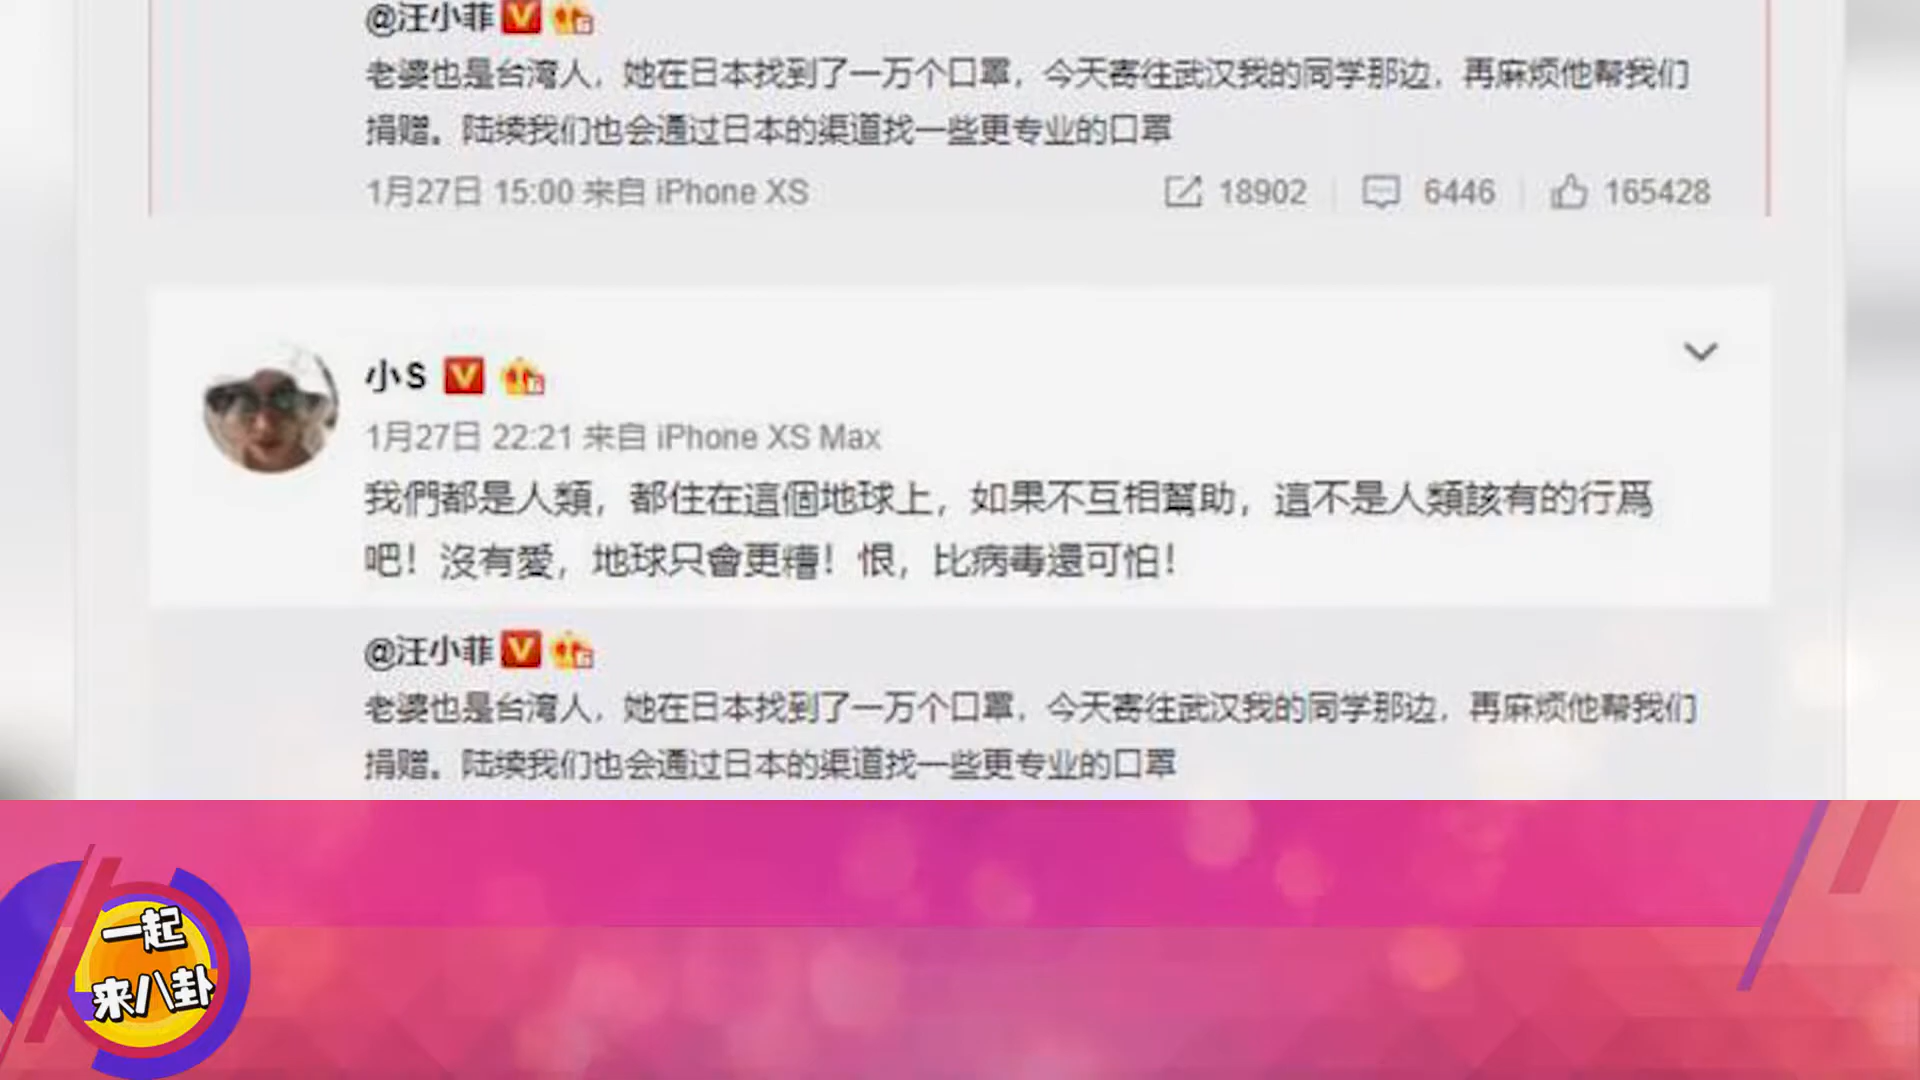 @汪小菲
老婆也是台湾人，她在日本找到了一万个口罩，今天寄往武汉我的同学那边，再麻烦他帮我们
捐赠。陆续我们也会通过日本的渠道找一些更专业的口罩
1月27日 15:00 来自 iPhone XS 18902 6446 165428
小S
1月27日 22:21 来自 iPhone XS Max
我們都是人類，都住在這個地球上，如果不互相幫助，這不是人類該有的行爲
吧！沒有愛，地球只會更糟！恨，比病毒還可怕！
@汪小菲
老婆也是台湾人，她在日本找到了一万个口罩，今天寄往武汉我的同学那边，再麻烦他帮我们
捐赠。陆续我们也会通过日本的渠道找一些更专业的口罩
一起
来八卦